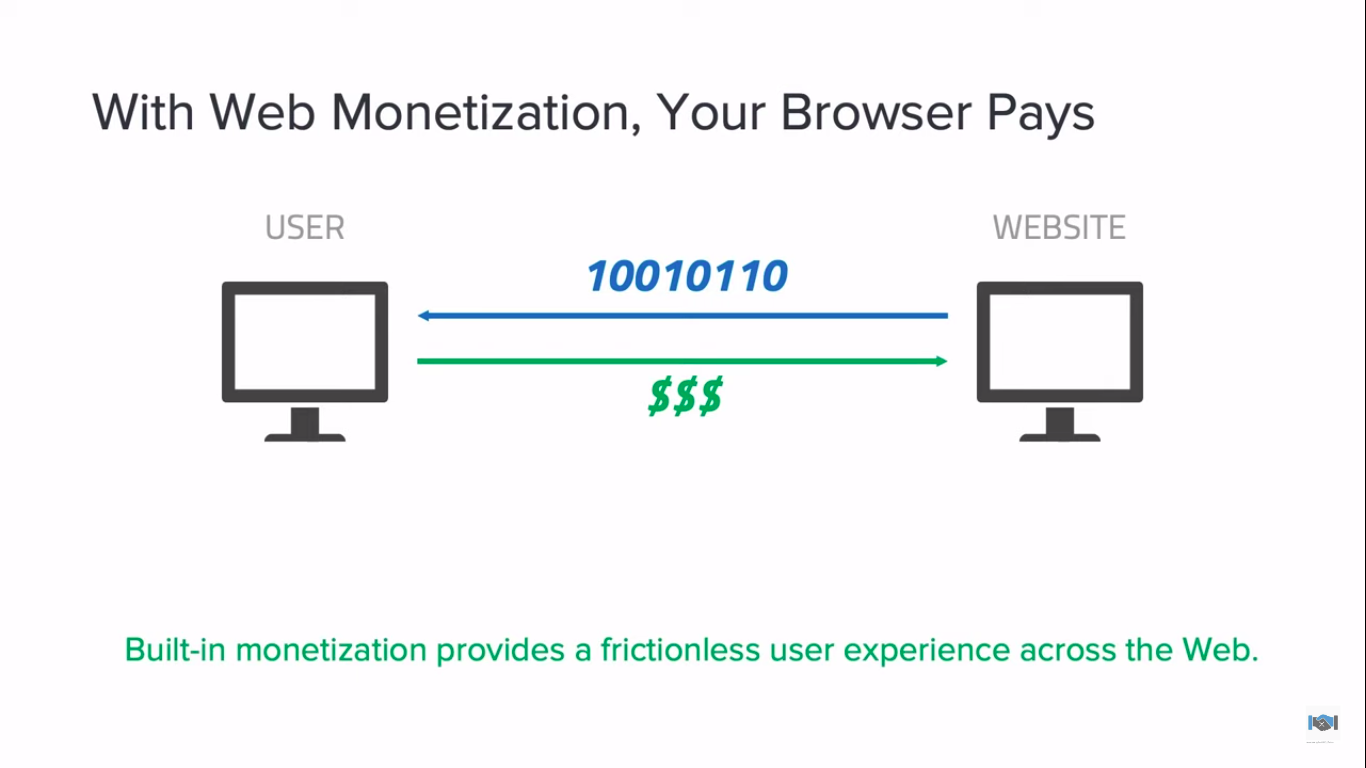 With Web Monetization, Your Browser Pays
USER
WEBSITE
10010110
$$$
Built-in monetization provides a frictionless user experience across the Web.